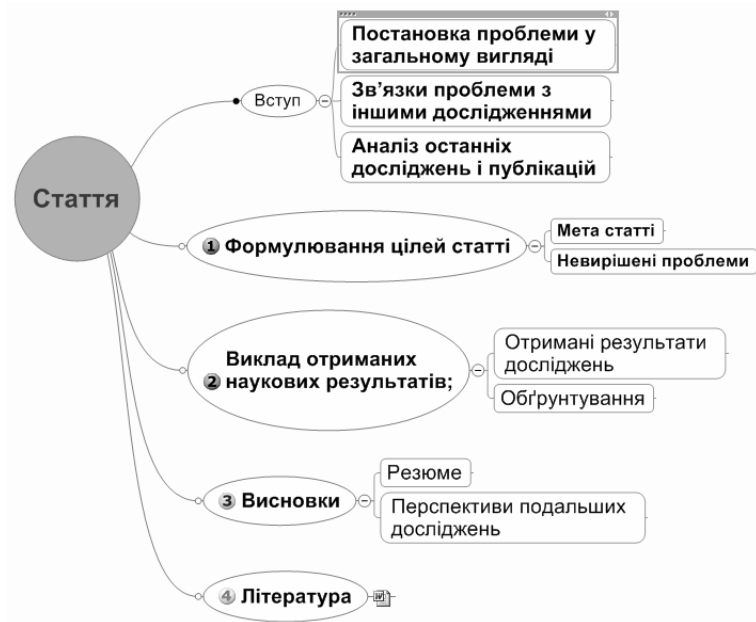 Постановка проблеми у
загальному вигляді
Вступ
Зв’язки проблеми з
іншими дослідженнями
Аналіз останніх
досліджень і публікацій
Стаття
1 Формулювання цілей статті
Мета статті
Невирішені проблеми
Виклад отриманих
2 наукових результатів;
Отримані результати
досліджень
Обґрунтування
3 Висновки
Резюме
Перспективи подальших
досліджень
4 Література